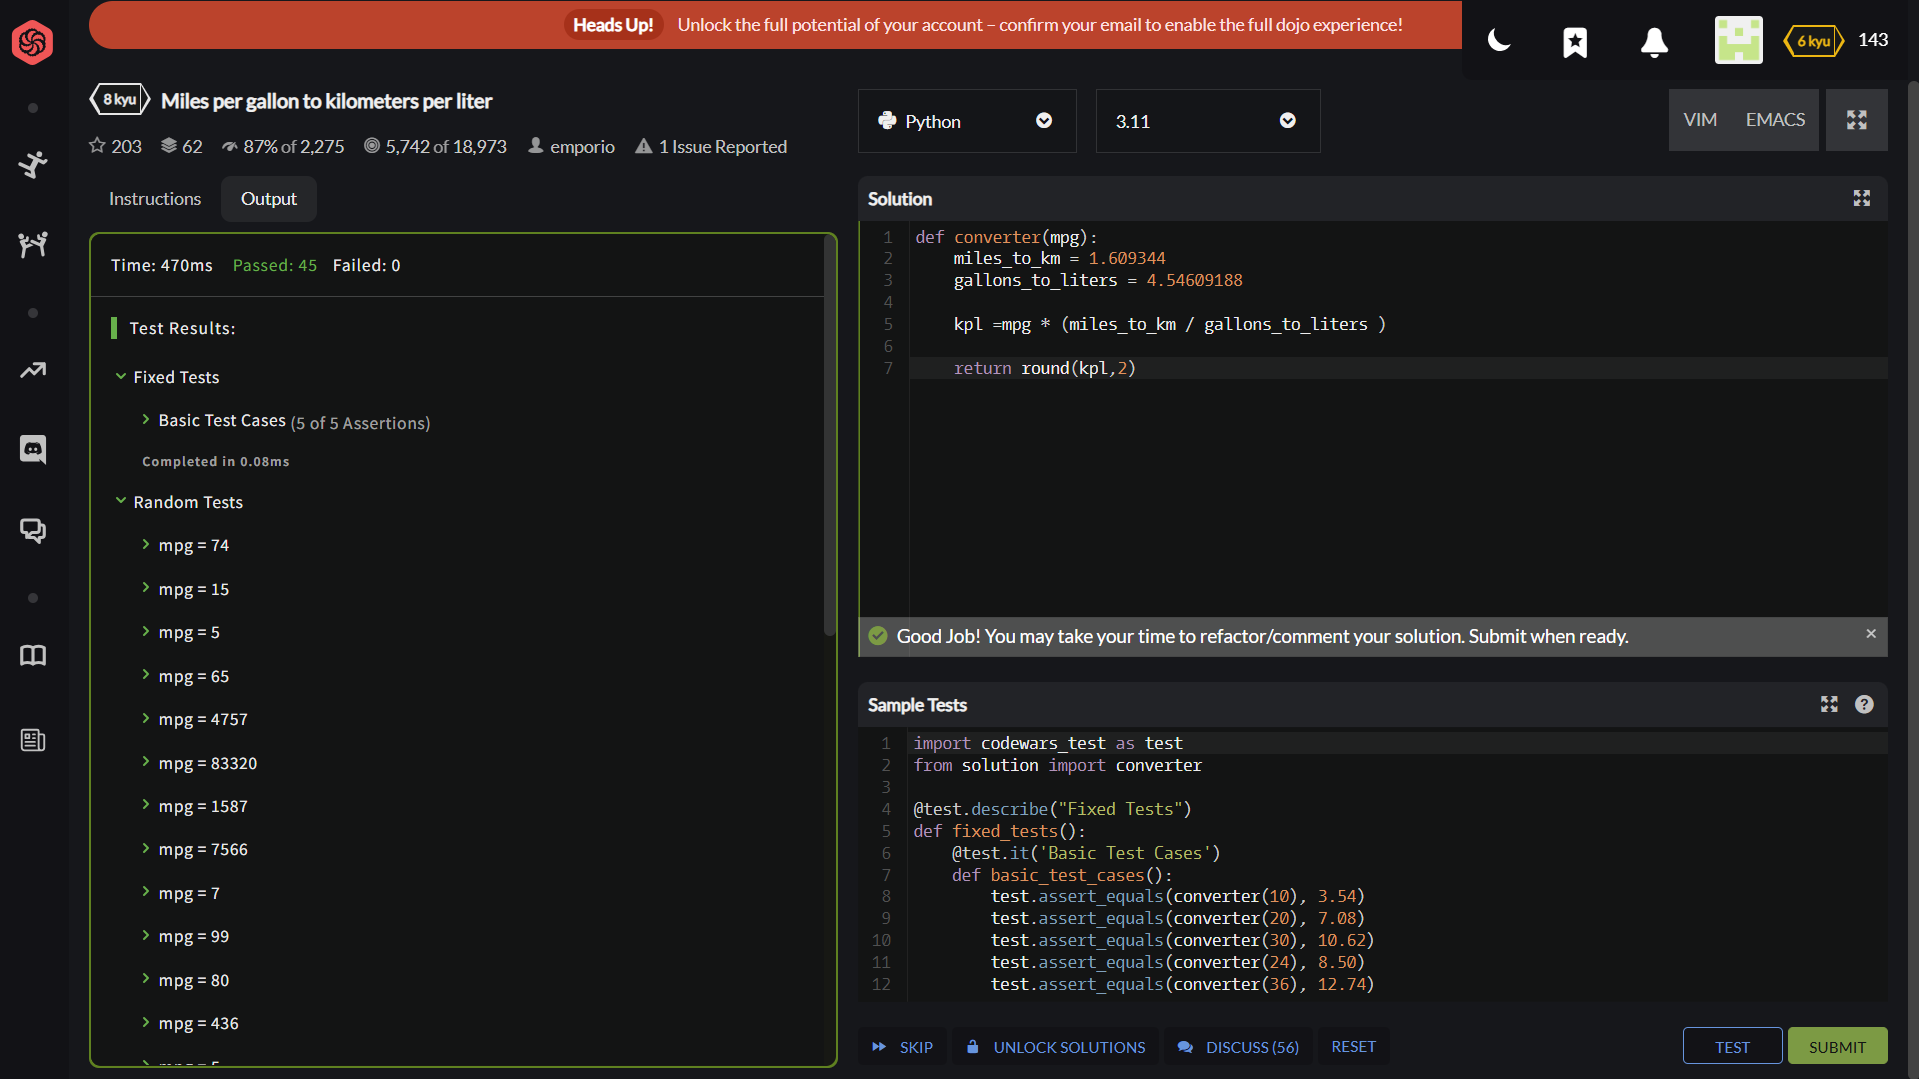 Heads Up! Unlock the full potential of your account – confirm your email to enable the full dojo experience!
6 kyu 143
8 kyu Miles per gallon to kilometers per liter
203 62 87% of 2,275 5,742 of 18,973 emporio 1 Issue Reported
Instructions Output
Time: 470ms Passed: 45 Failed: 0
Test Results:
Fixed Tests
Basic Test Cases (5 of 5 Assertions)
Completed in 0.08ms
Random Tests
mpg = 74
mpg = 15
mpg = 5
mpg = 65
mpg = 4757
mpg = 83320
mpg = 1587
mpg = 7566
mpg = 7
mpg = 99
mpg = 80
mpg = 436
Python 3.11 VIM EMACS
Solution
1 def converter(mpg):
2 miles_to_km = 1.609344
3 gallons_to_liters = 4.54609188
4
5 kpl =mpg * (miles_to_km / gallons_to_liters )
6
7 return round(kpl,2)
Good Job! You may take your time to refactor/comment your solution. Submit when ready. ×
Sample Tests ?
1 import codewars_test as test
2 from solution import converter
3
4 @test.describe("Fixed Tests")
5 def fixed_tests():
6 @test.it('Basic Test Cases')
7 def basic_test_cases():
8 test.assert_equals(converter(10), 3.54)
9 test.assert_equals(converter(20), 7.08)
10 test.assert_equals(converter(30), 10.62)
11 test.assert_equals(converter(24), 8.50)
12 test.assert_equals(converter(36), 12.74)
SKIP UNLOCK SOLUTIONS DISCUSS (56) RESET TEST SUBMIT